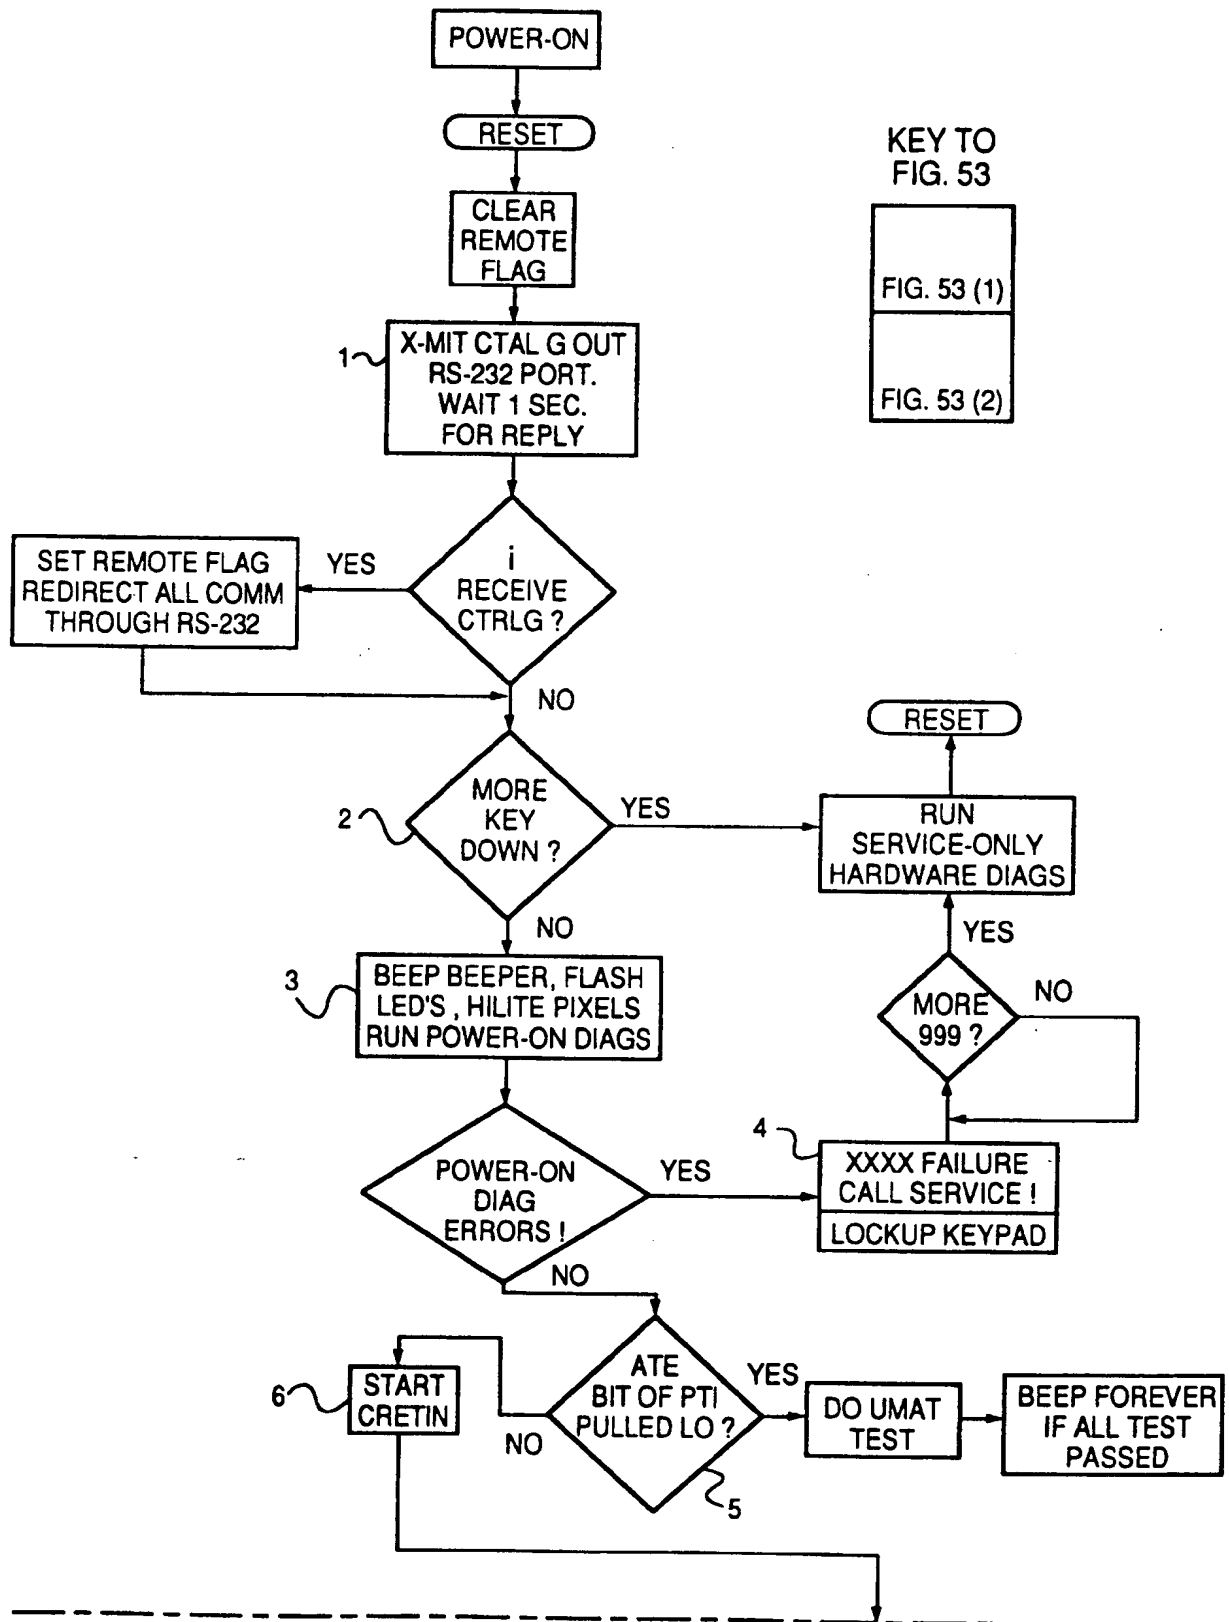 POWER-ON
RESET
KEY TO
FIG. 53
FIG. 53 (1)
FIG. 53 (2)
CLEAR
REMOTE
FLAG
1
X-MIT CTAL G OUT
RS-232 PORT.
WAIT 1 SEC.
FOR REPLY
i
RECEIVE
CTRLG ?
YES
SET REMOTE FLAG
REDIRECT ALL COMM
THROUGH RS-232
NO
2
MORE
KEY
DOWN ?
YES
RESET
RUN
SERVICE-ONLY
HARDWARE DIAGS
NO
YES
MORE
999 ?
NO
3
BEEP BEEPER, FLASH
LED'S , HILITE PIXELS
RUN POWER-ON DIAGS
POWER-ON
DIAG
ERRORS !
YES
4
XXXX FAILURE
CALL SERVICE !
LOCKUP KEYPAD
NO
6
START
CRETIN
ATE
BIT OF PTI
PULLED LO ?
NO
YES
5
DO UMAT
TEST
BEEP FOREVER
IF ALL TEST
PASSED